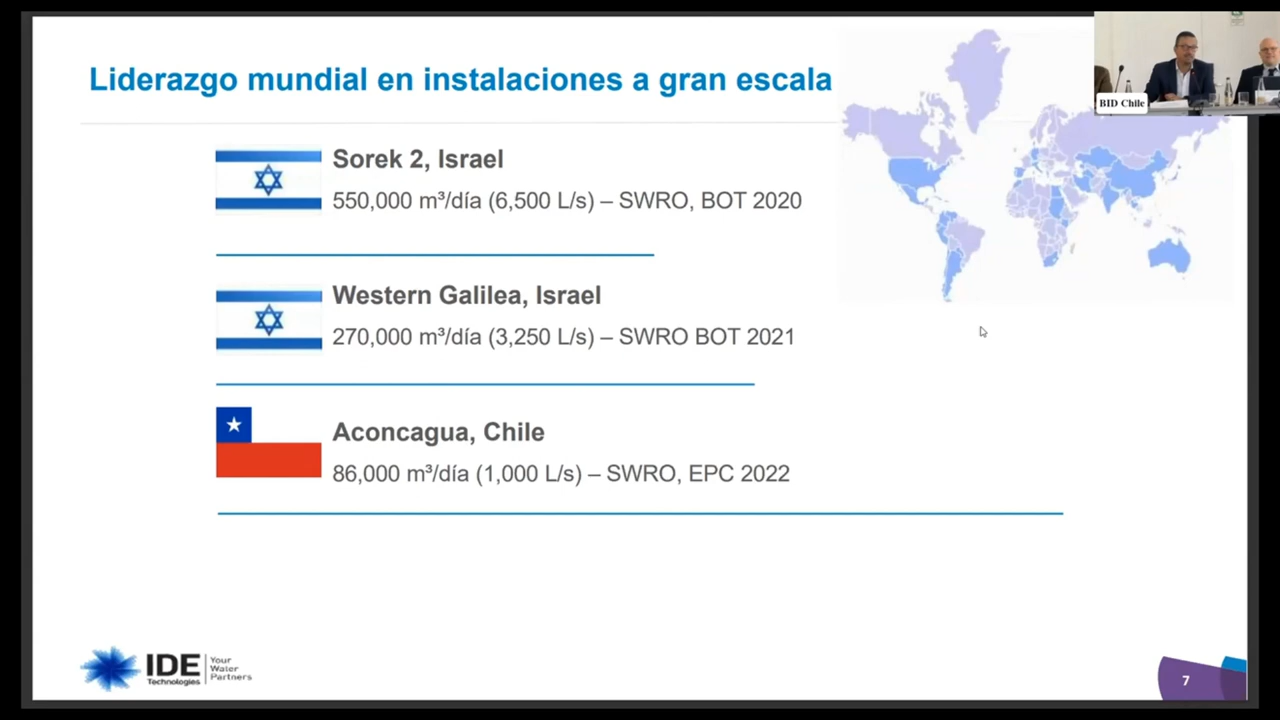 Liderazgo mundial en instalaciones a gran escala
BID Chile
Sorek 2, Israel
550,000 m³/día (6,500 L/s) – SWRO, BOT 2020
Western Galilea, Israel
270,000 m³/día (3,250 L/s) – SWRO BOT 2021
Aconcagua, Chile
86,000 m³/día (1,000 L/s) – SWRO, EPC 2022
IDE
Technologies
Your
Water
Partners
7